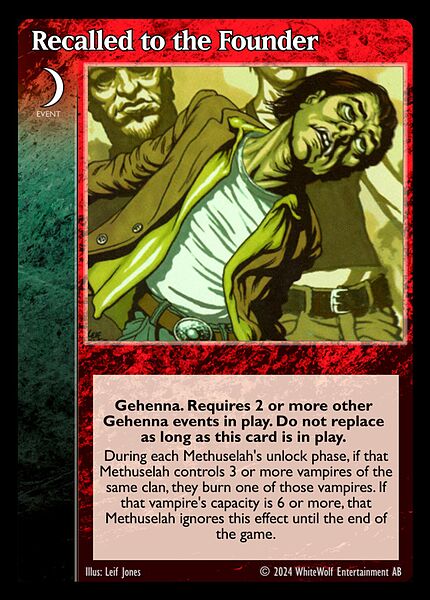 Recalled to the Founder
EVENT
Gehenna. Requires 2 or more other
Gehenna events in play. Do not replace
as long as this card is in play.
During each Methuselah's unlock phase, if that
Methuselah controls 3 or more vampires of the
same clan, they burn one of those vampires. If
that vampire's capacity is 6 or more, that
Methuselah ignores this effect until the end of
the game.
Illus: Leif Jones
© 2024 WhiteWolf Entertainment AB